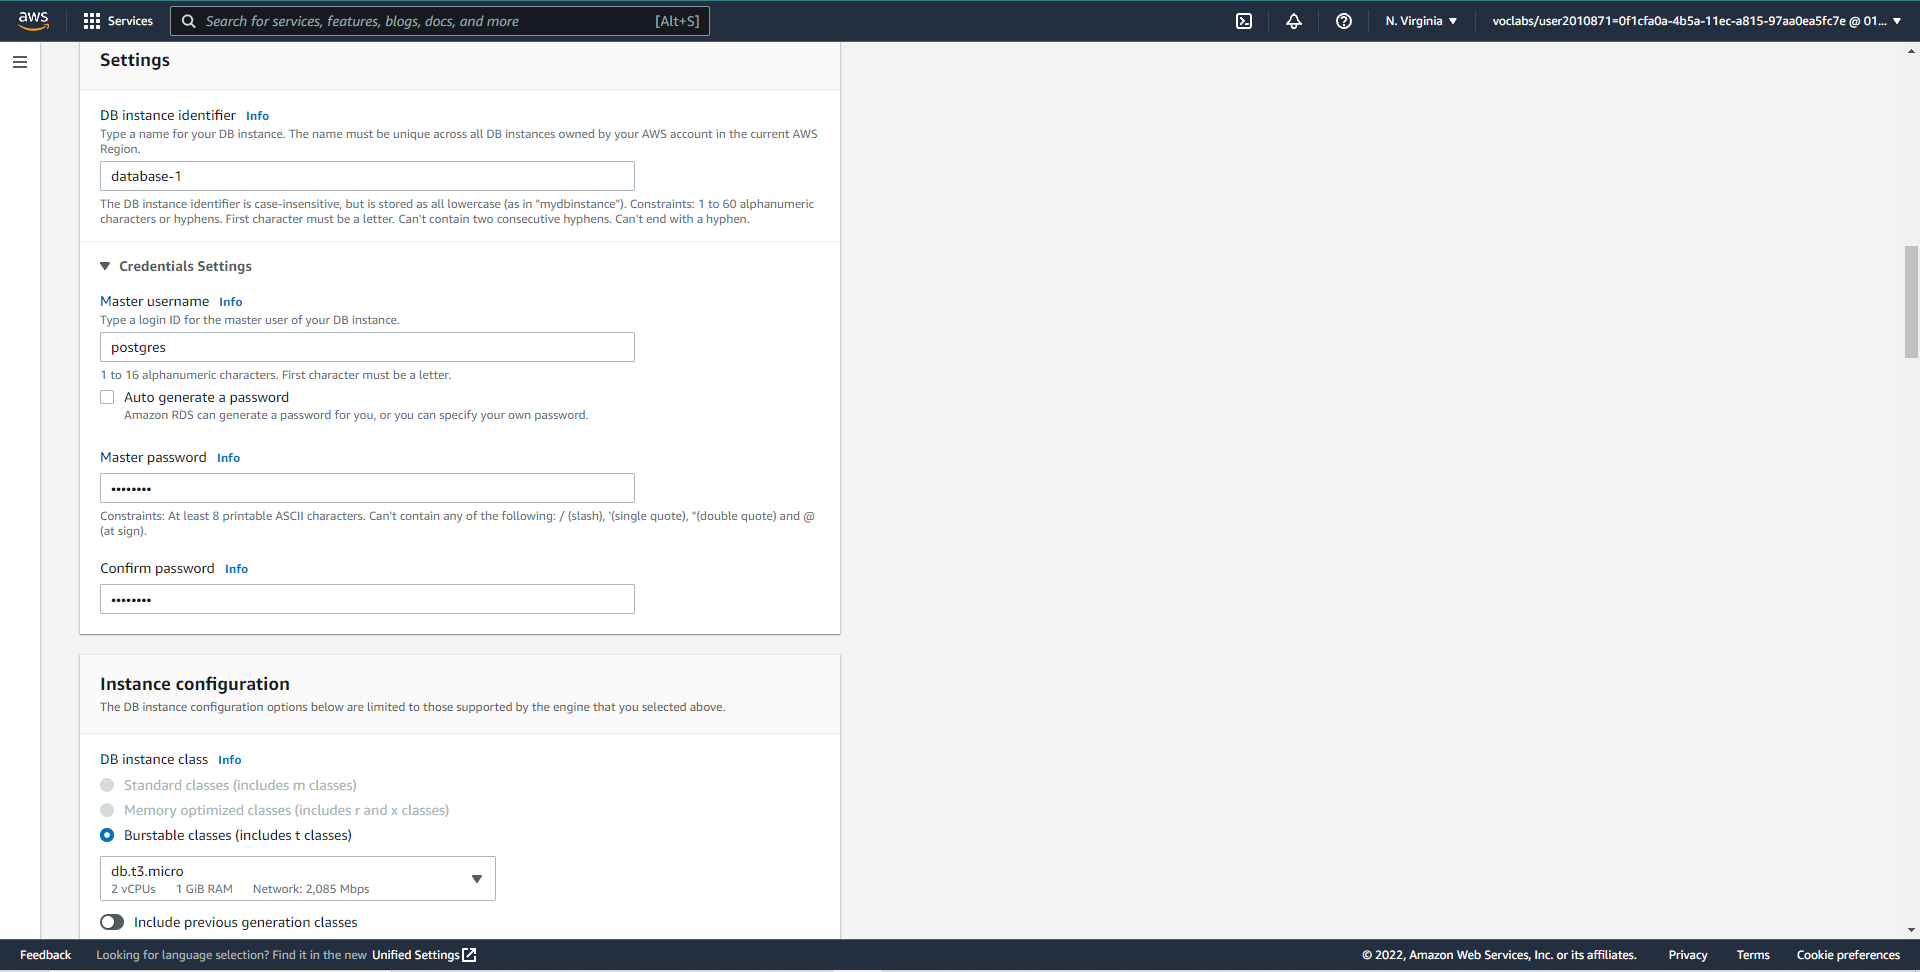 aws
Services
Search for services, features, blogs, docs, and more
[Alt+S]
N. Virginia
voclabs/user2010871=0f1cfa0a-4b5a-11ec-a815-97aa0ea5fc7e @ 01...
Settings
DB instance identifier Info
Type a name for your DB instance. The name must be unique across all DB instances owned by your AWS account in the current AWS
Region.
database-1
The DB instance identifier is case-insensitive, but is stored as all lowercase (as in "mydbinstance"). Constraints: 1 to 60 alphanumeric
characters or hyphens. First character must be a letter. Can't contain two consecutive hyphens. Can't end with a hyphen.
Credentials Settings
Master username Info
Type a login ID for the master user of your DB instance.
postgres
1 to 16 alphanumeric characters. First character must be a letter.
Auto generate a password
Amazon RDS can generate a password for you, or you can specify your own password.
Master password Info
••••••••
Constraints: At least 8 printable ASCII characters. Can't contain any of the following: / (slash), '(single quote), "(double quote) and @
(at sign).
Confirm password Info
••••••••
Instance configuration
The DB instance configuration options below are limited to those supported by the engine that you selected above.
DB instance class Info
Standard classes (includes m classes)
Memory optimized classes (includes r and x classes)
Burstable classes (includes t classes)
db.t3.micro
2 vCPUs 1 GiB RAM Network: 2,085 Mbps
Include previous generation classes
Feedback
Looking for language selection? Find it in the new Unified Settings
© 2022, Amazon Web Services, Inc. or its affiliates.
Privacy
Terms
Cookie preferences